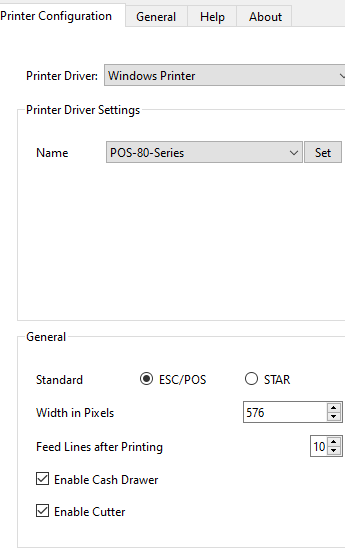 Printer Configuration General Help About
Printer Driver: Windows Printer
Printer Driver Settings
Name POS-80-Series Set
General
Standard ESC/POS STAR
Width in Pixels 576
Feed Lines after Printing 10
Enable Cash Drawer
Enable Cutter